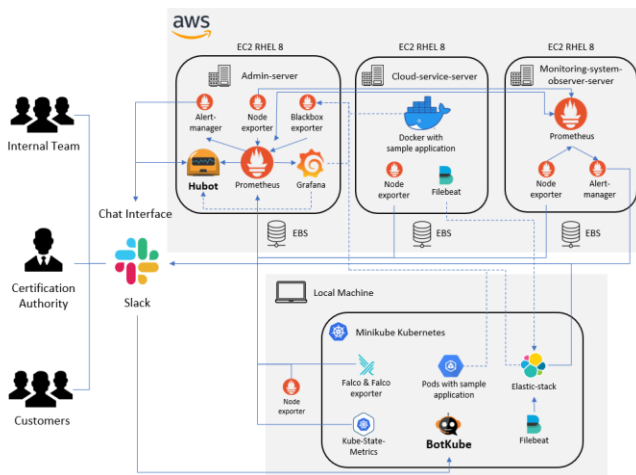 aws
EC2 RHEL 8
EC2 RHEL 8
EC2 RHEL 8
Admin-server
Cloud-service-server
Monitoring-system-
observer-server
Alert-
manager
Node
exporter
Blackbox
exporter
Hubot
Prometheus
Grafana
Docker with
sample application
Node
exporter
Filebeat
Prometheus
Node
exporter
Alert-
manager
EBS
EBS
EBS
Internal Team
Chat Interface
Certification
Authority
Slack
Customers
Local Machine
Minikube Kubernetes
Node
exporter
Falco & Falco
exporter
Pods with sample
application
Elastic-stack
Kube-State-
Metrics
BotKube
Filebeat